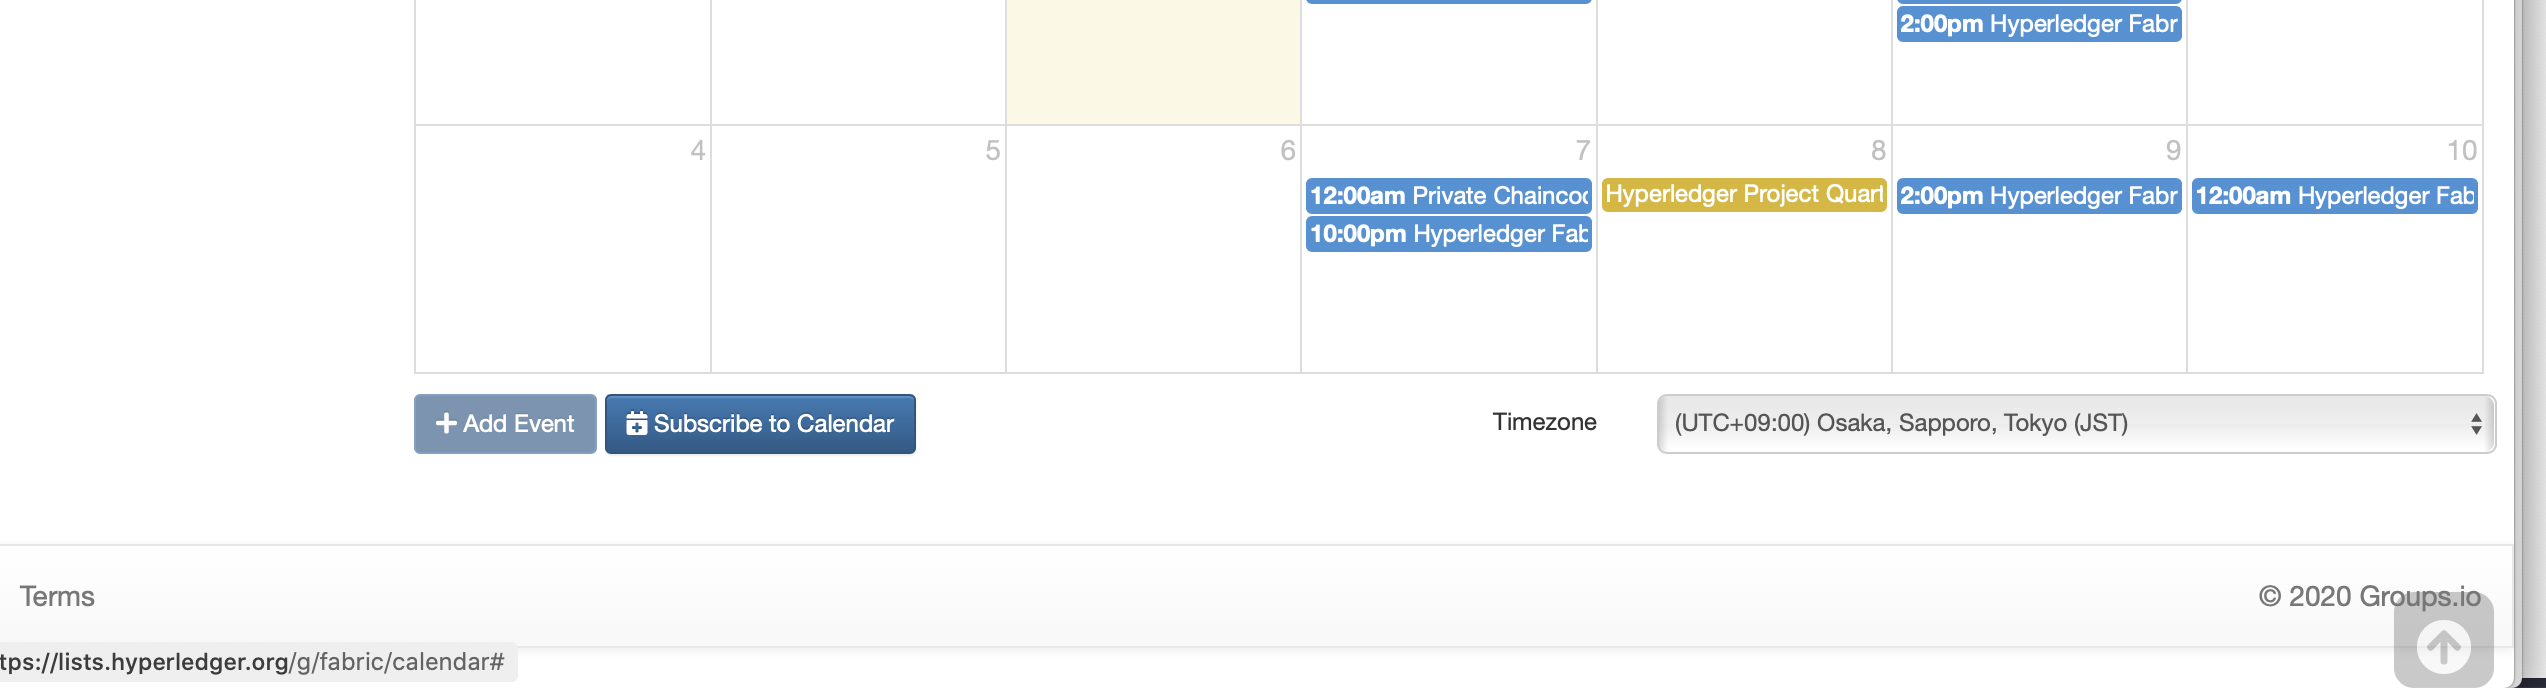 2:00pm Hyperledger Fabr
4 5 6 7 8 9 10
12:00am Private Chaincod
Hyperledger Project Quart
2:00pm Hyperledger Fabr
12:00am Hyperledger Fab
10:00pm Hyperledger Fab
Add Event
Subscribe to Calendar
Timezone
(UTC+09:00) Osaka, Sapporo, Tokyo (JST)
Terms
© 2020 Groups.io
tps://lists.hyperledger.org/g/fabric/calendar#